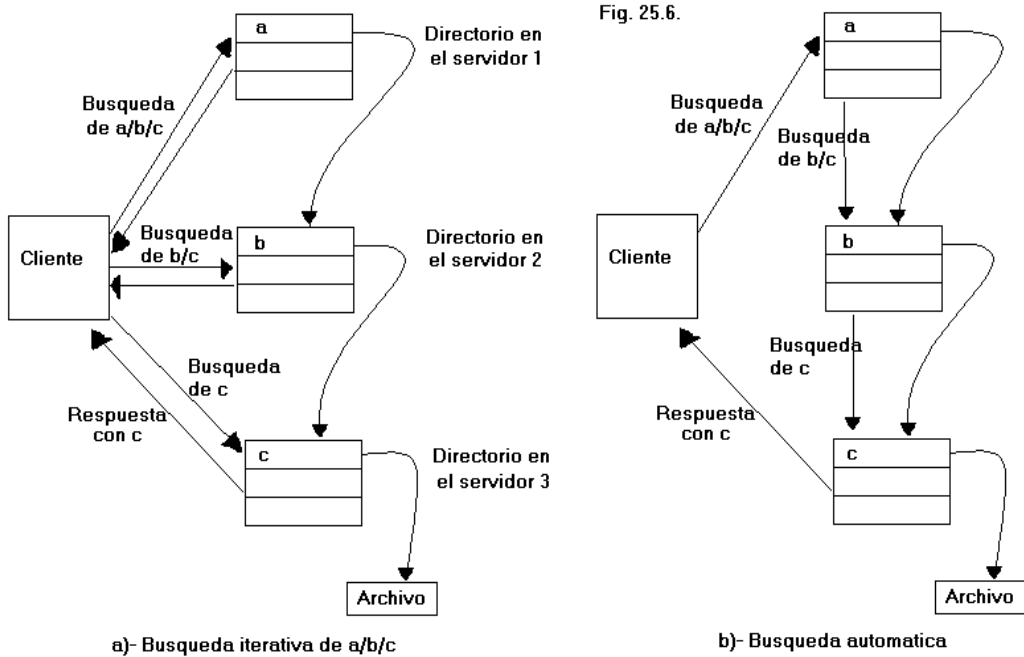 Fig. 25.6.
a
Directorio en
el servidor 1
Busqueda
de a/b/c
Cliente
Busqueda
de b/c
b
Directorio en
el servidor 2
Busqueda
de c
Respuesta
con c
c
Directorio en
el servidor 3
Archivo
a)- Busqueda iterativa de a/b/c
a
Busqueda
de a/b/c
Busqueda
de b/c
Cliente
b
Busqueda
de c
Respuesta
con c
c
Archivo
b)- Busqueda automatica